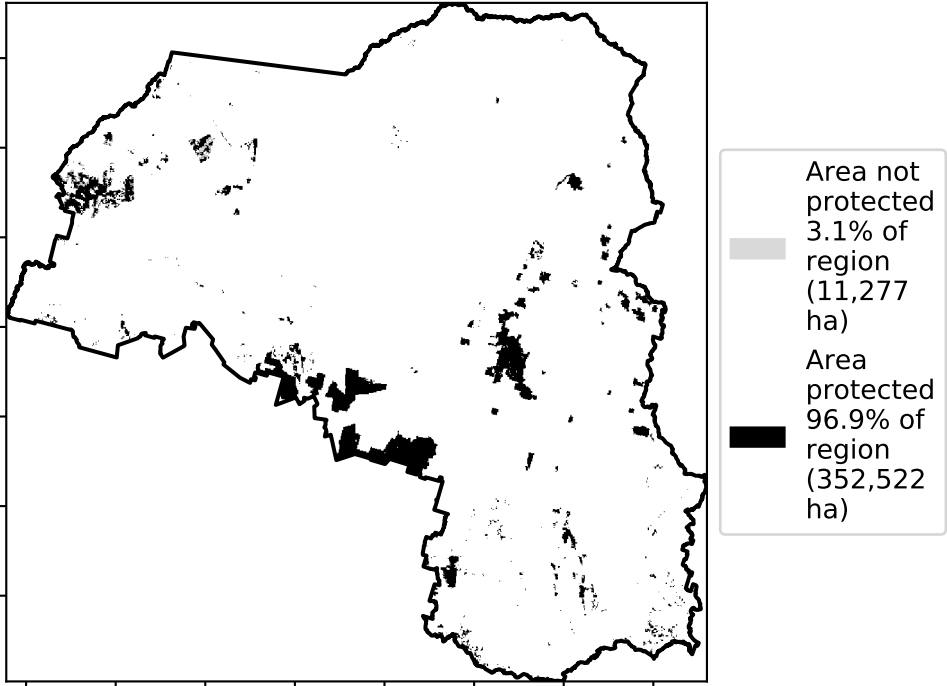 Area not
protected
3.1% of
region
(11,277
ha)
Area
protected
96.9% of
region
(352,522
ha)